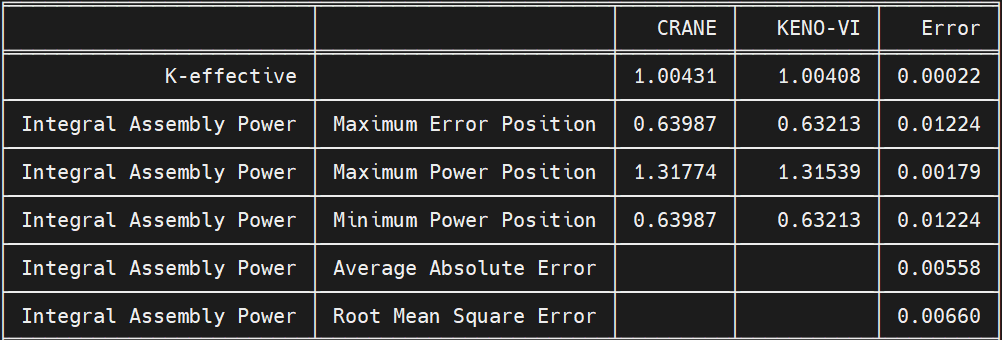 CRANE KENO-VI Error
K-effective 1.00431 1.00408 0.00022
Integral Assembly Power Maximum Error Position 0.63987 0.63213 0.01224
Integral Assembly Power Maximum Power Position 1.31774 1.31539 0.00179
Integral Assembly Power Minimum Power Position 0.63987 0.63213 0.01224
Integral Assembly Power Average Absolute Error 0.00558
Integral Assembly Power Root Mean Square Error 0.00660